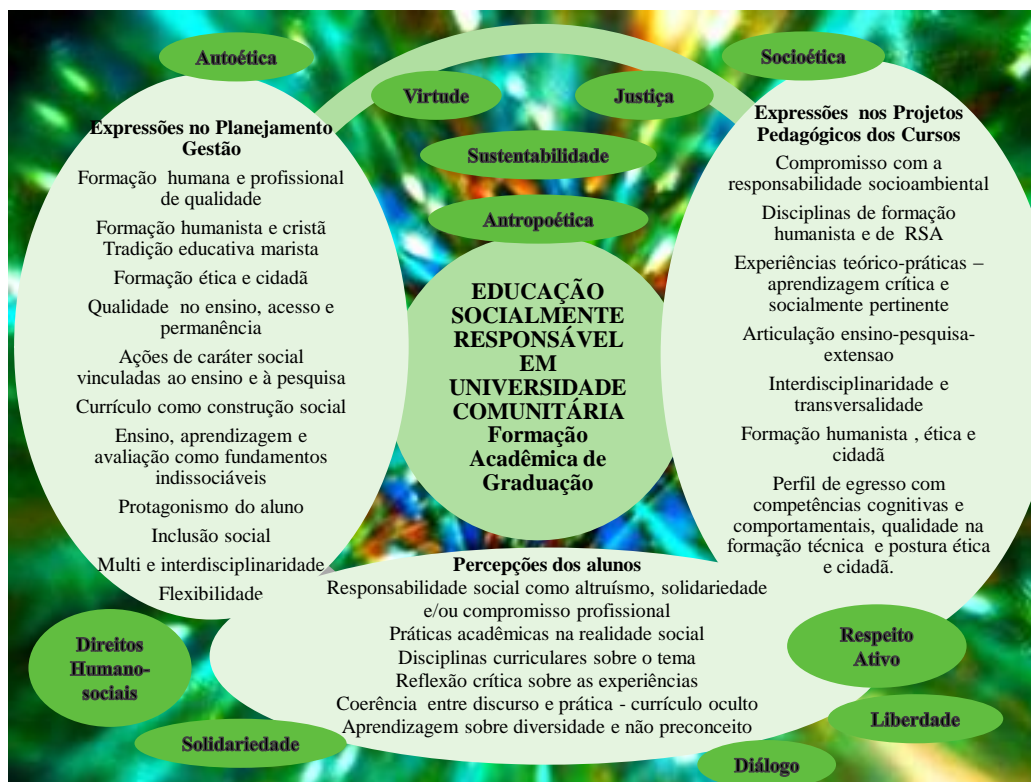 Autoética
Socioética
Virtude
Justiça
Sustentabilidade
Antropoética
Expressões no Planejamento
Gestão
Formação humana e profissional
de qualidade
Formação humanista e cristã
Tradição educativa marista
Formação ética e cidadã
Qualidade no ensino, acesso e
permanência
Ações de caráter social
vinculadas ao ensino e à pesquisa
Currículo como construção social
Ensino, aprendizagem e
avaliação como fundamentos
indissociáveis
Protagonismo do aluno
Inclusão social
Multi e interdisciplinaridade
Flexibilidade
EDUCAÇÃO
SOCIALMENTE
RESPONSÁVEL
EM
UNIVERSIDADE
COMUNITÁRIA
Formação
Acadêmica de
Graduação
Expressões nos Projetos
Pedagógicos dos Cursos
Compromisso com a
responsabilidade socioambiental
Disciplinas de formação
humanista e de RSA
Experiências teórico-práticas –
aprendizagem crítica e
socialmente pertinente
Articulação ensino-pesquisa-
extensao
Interdisciplinaridade e
transversalidade
Formação humanista , ética e
cidadã
Perfil de egresso com
competências cognitivas e
comportamentais, qualidade na
formação técnica e postura ética
e cidadã.
Percepções dos alunos
Responsabilidade social como altruísmo, solidariedade
e/ou compromisso profissional
Práticas acadêmicas na realidade social
Disciplinas curriculares sobre o tema
Reflexão crítica sobre as experiências
Coerência entre discurso e prática - currículo oculto
Aprendizagem sobre diversidade e não preconceito
Direitos
Humano-
sociais
Solidariedade
Respeito
Ativo
Liberdade
Diálogo